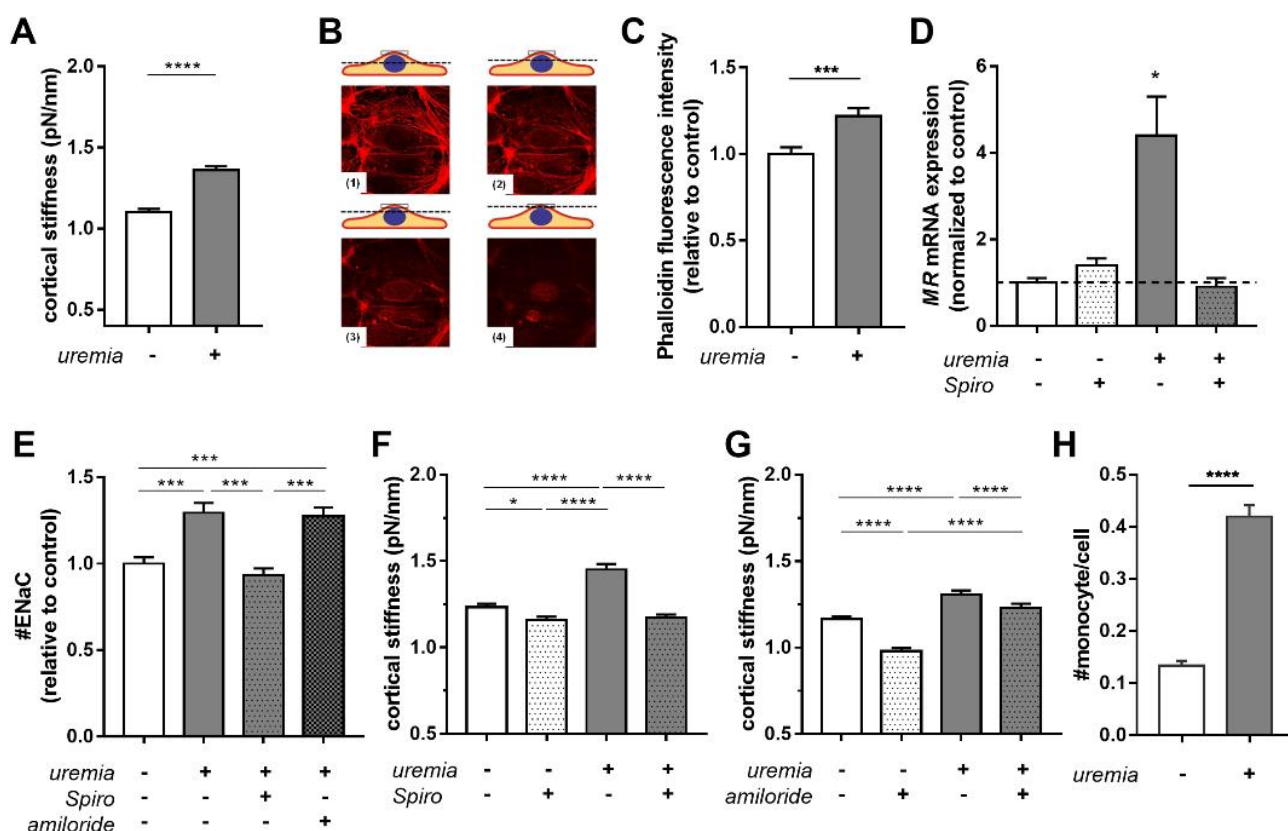 A
cortical stiffness (pN/nm)
2.0
1.5
1.0
0.5
****
uremia - +
B
(1)
(2)
(3)
(4)
C
Phalloidin fluorescence intensity
(relative to control)
1.5
1.0
0.5
0.0
***
uremia - +
D
MR mRNA expression
(normalized to control)
6
4
2
0
*
uremia - - + +
Spiro - + - +
E
#ENaC
(relative to control)
1.5
1.0
0.5
0.0
***
*** *** ***
uremia - + + +
Spiro - - + -
amiloride - - - +
F
cortical stiffness (pN/nm)
2.0
1.5
1.0
0.5
**** ****
* ****
uremia - - + +
Spiro - + - +
G
cortical stiffness (pN/nm)
2.0
1.5
1.0
0.5
**** ****
**** ****
uremia - - + +
amiloride - + - +
H
#monocyte/cell
0.5
0.4
0.3
0.2
0.1
0.0
****
uremia - +